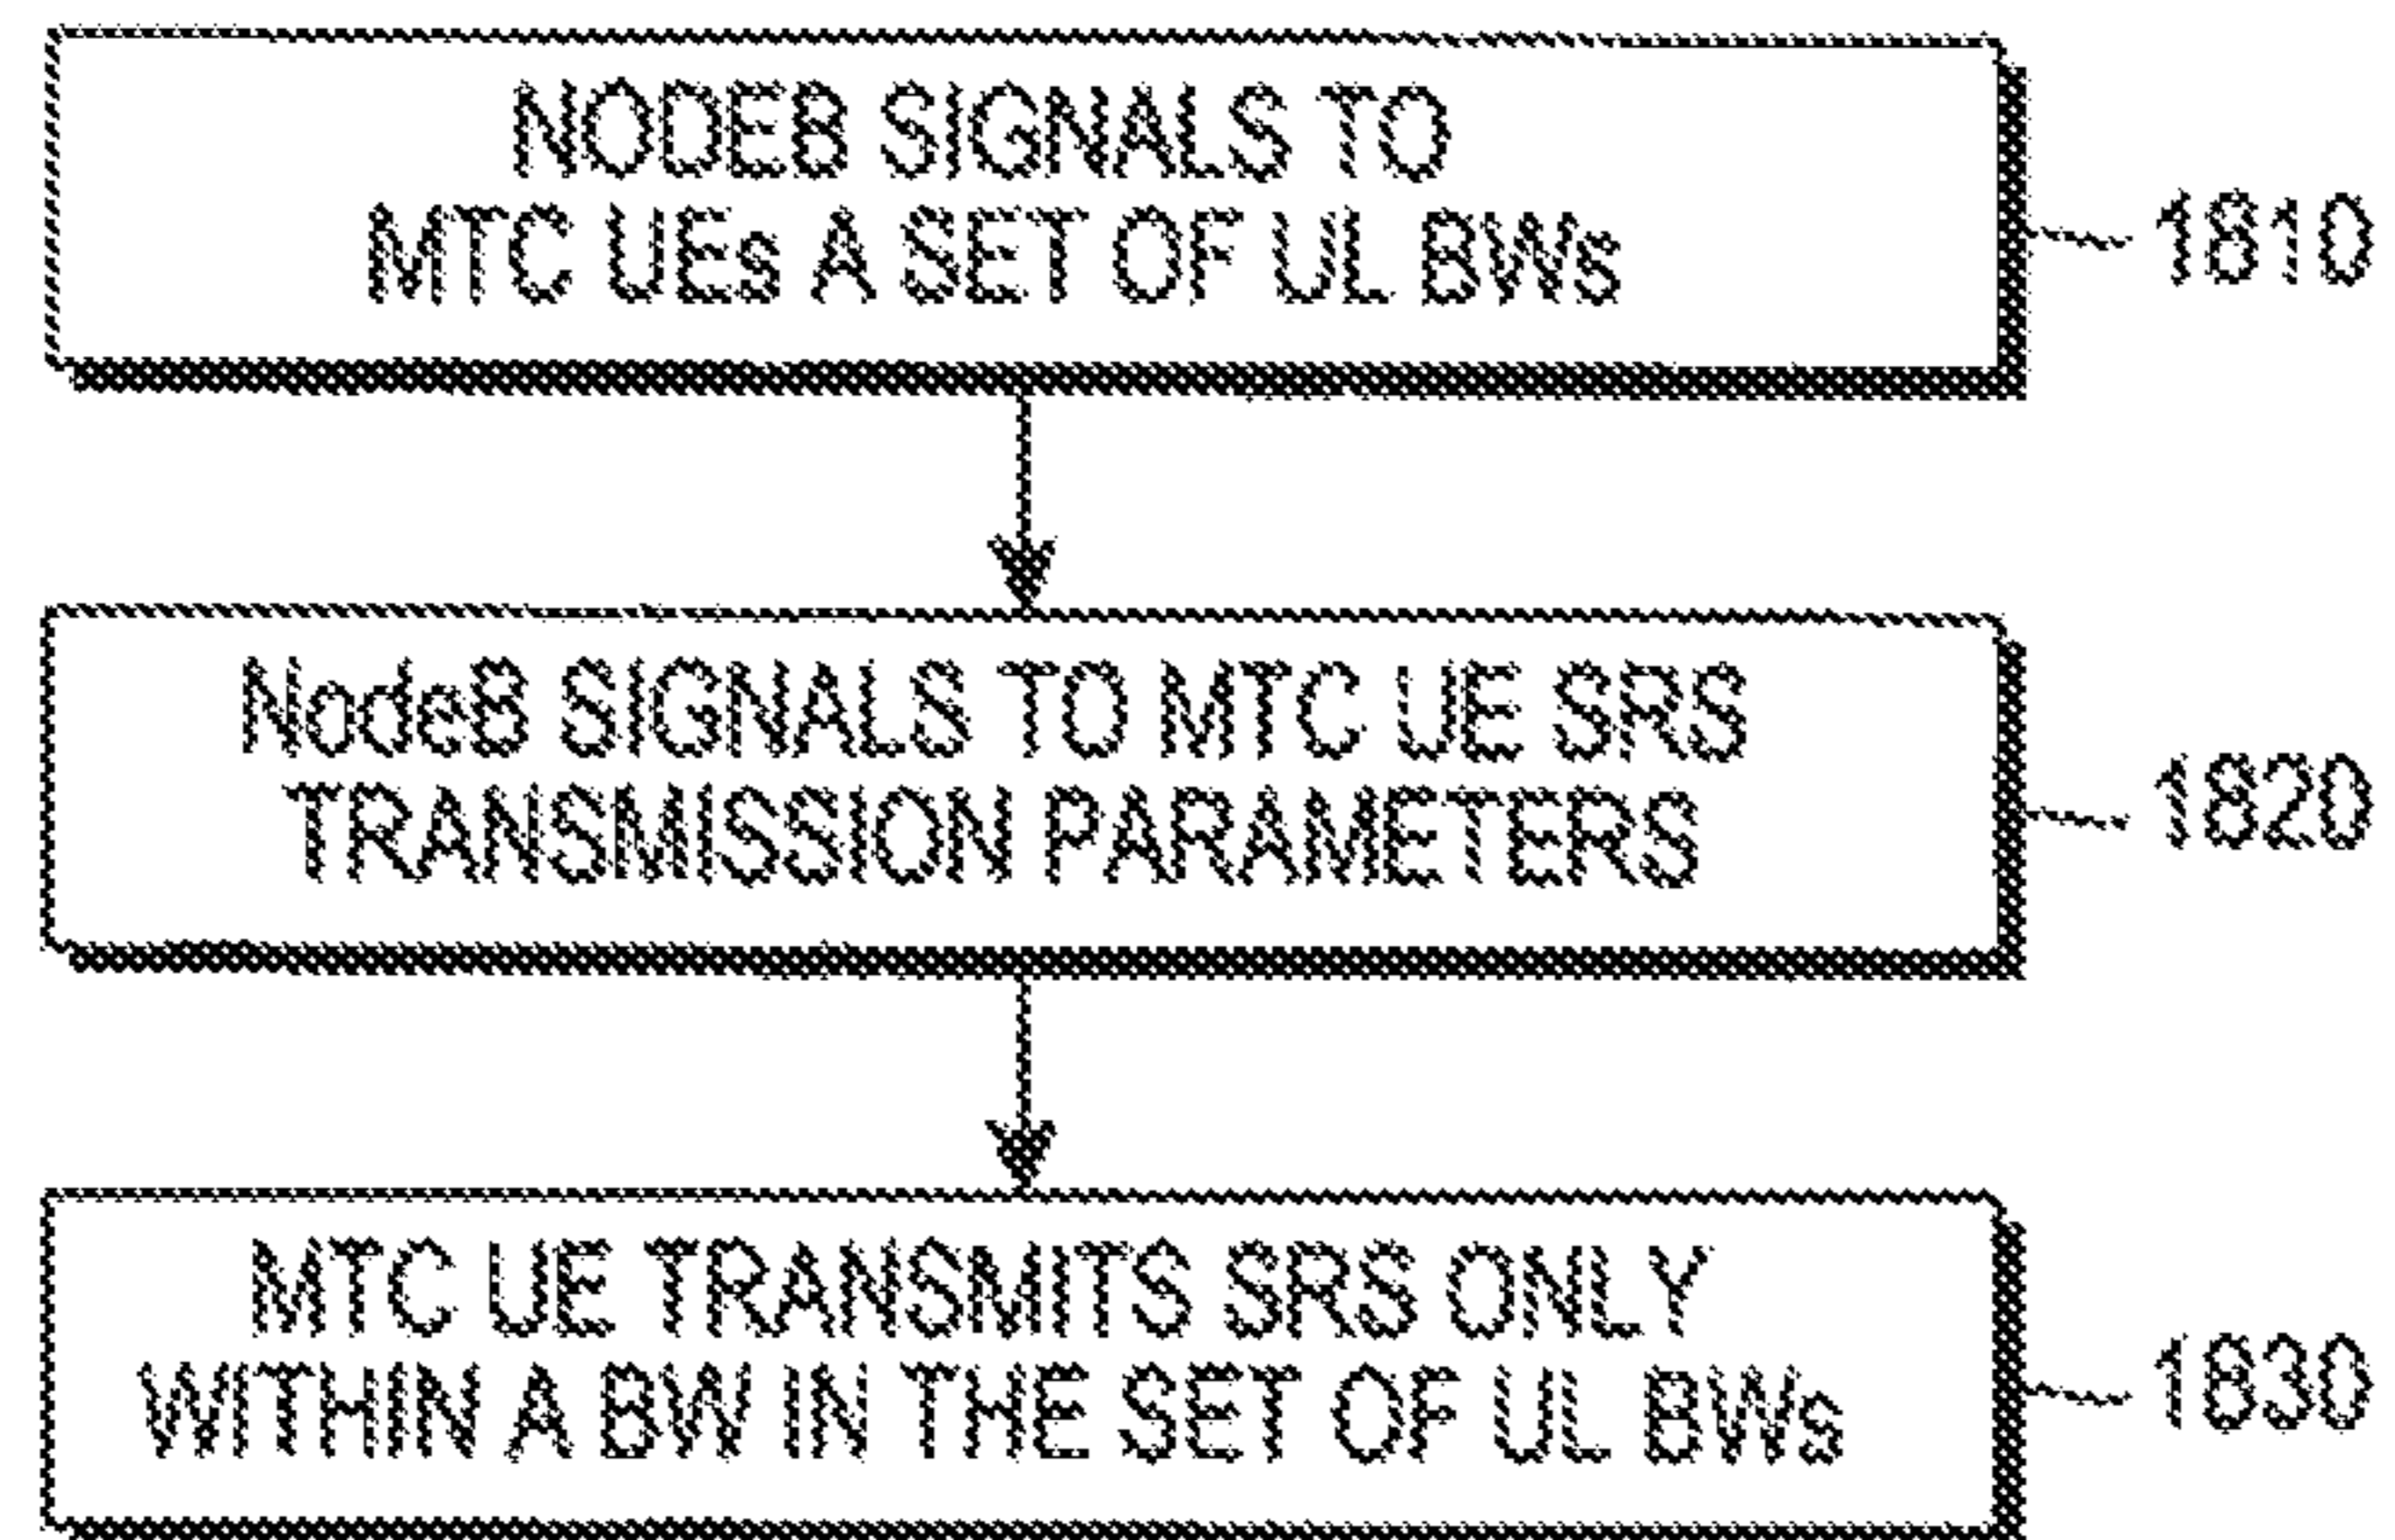 NODEB SIGNALS TO
MTC UEs A SET OF UL BWs
1810
NodeB SIGNALS TO MTC UE SRS
TRANSMISSION PARAMETERS
1820
MTC UE TRANSMITS SRS ONLY
WITHIN A BW IN THE SET OF UL BWs
1830